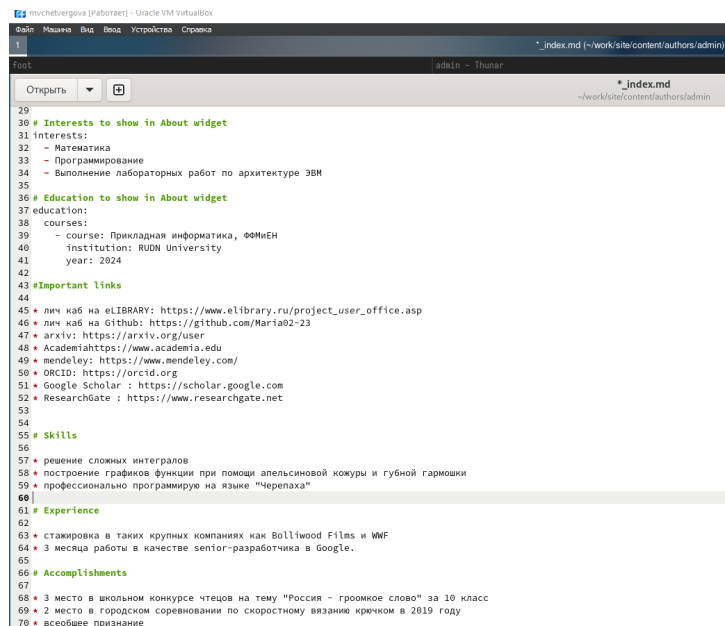 mvchetvergova [Работает] - Oracle VM VirtualBox
Файл Машина Вид Ввод Устройства Справка
1 *_index.md (~/work/site/content/authors/admin)
foot admin - Thunar
Открыть *_index.md
~/work/site/content/authors/admin
29
30 # Interests to show in About widget
31 interests:
32 - Математика
33 - Программирование
34 - Выполнение лабораторных работ по архитектуре ЭВМ
35
36 # Education to show in About widget
37 education:
38 courses:
39 - course: Прикладная информатика, ФФМиЕН
40 institution: RUDN University
41 year: 2024
42
43 #Important links
44
45 * лич каб на eLIBRARY: https://www.elibrary.ru/project_user_office.asp
46 * лич каб на Github: https://github.com/Maria02-23
47 * arxiv: https://arxiv.org/user
48 * Academiahttps://www.academia.edu
49 * mendeley: https://www.mendeley.com/
50 * ORCID: https://orcid.org
51 * Google Scholar : https://scholar.google.com
52 * ResearchGate : https://www.researchgate.net
53
54
55 # Skills
56
57 * решение сложных интегралов
58 * построение графиков функции при помощи апельсиновой кожуры и губной гармошки
59 * профессионально программирую на языке "Черепаха"
60
61 # Experience
62
63 * стажировка в таких крупных компаниях как Bolliwood Films и WWF
64 * 3 месяца работы в качестве senior-разработчика в Google.
65
66 # Accomplishments
67
68 * 3 место в школьном конкурсе чтецов на тему "Россия - громкое слово" за 10 класс
69 * 2 место в городском соревновании по скоростному вязанию крючком в 2019 году
70 * всеобщее признание